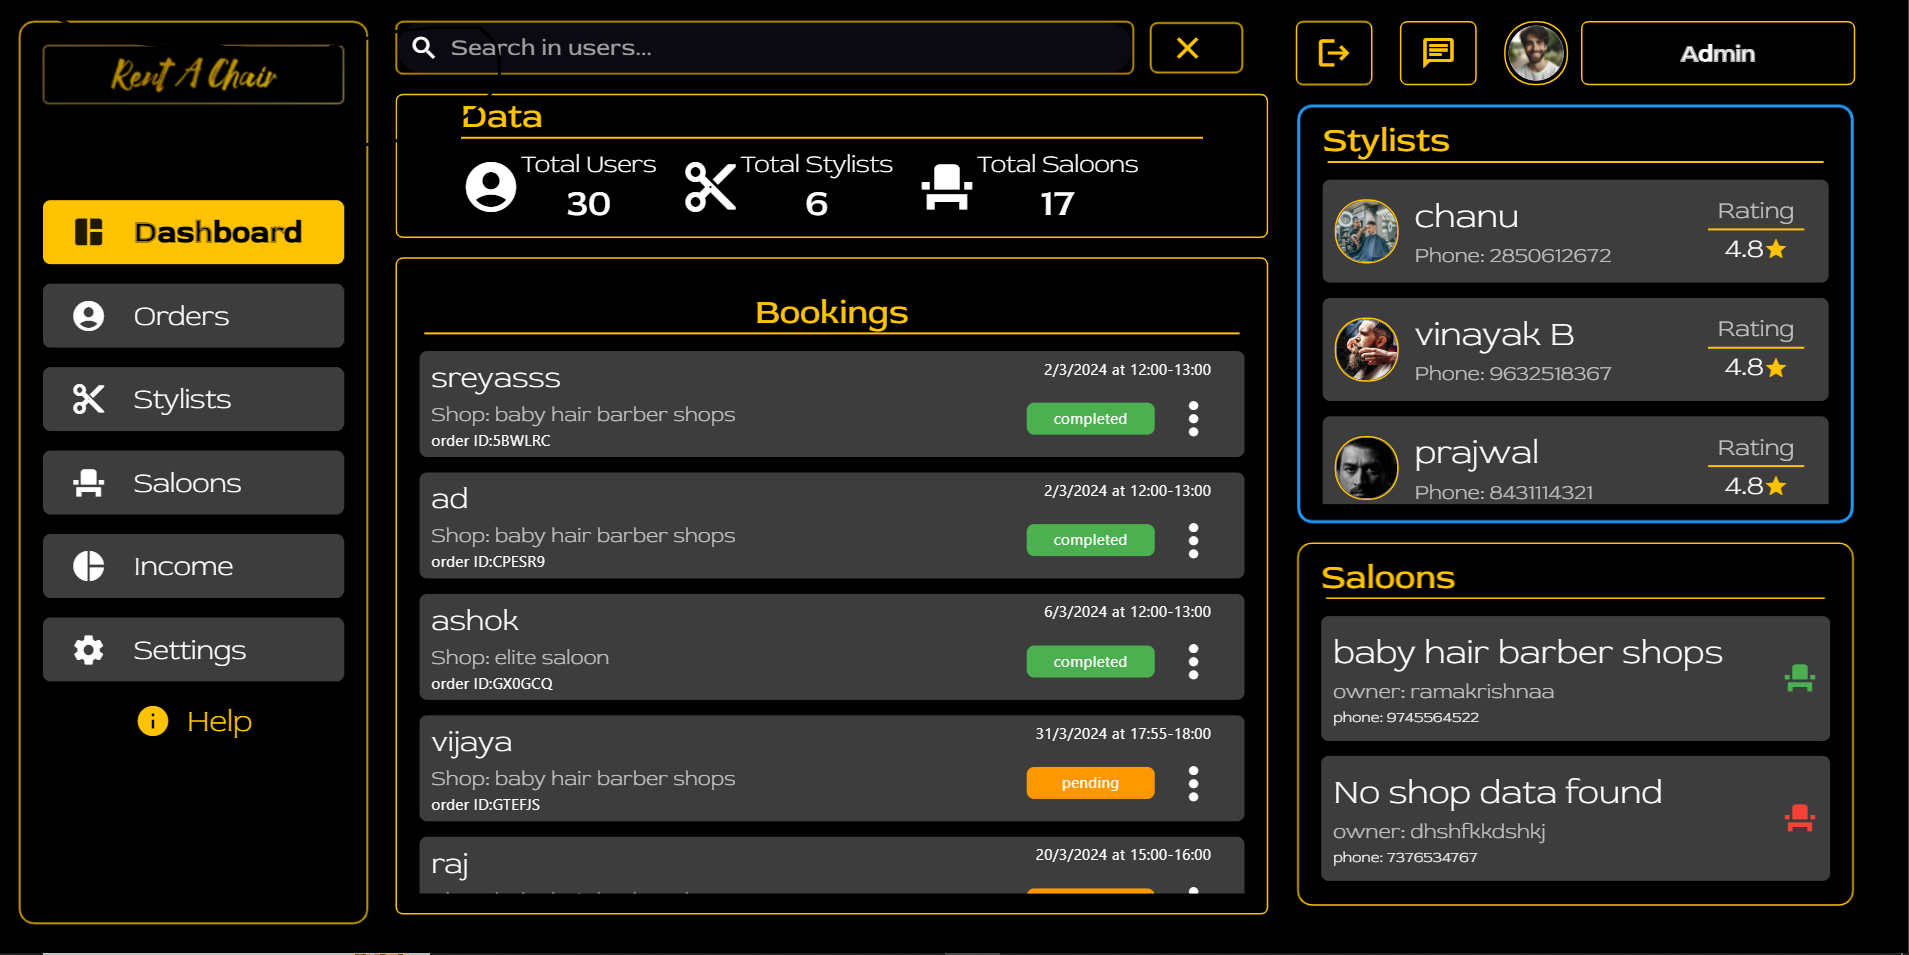 Rent A Chair
Dashboard
Orders
Stylists
Saloons
Income
Settings
Help
Search in users...
Data
Total Users
30
Total Stylists
6
Total Saloons
17
Bookings
sreyasss
2/3/2024 at 12:00-13:00
Shop: baby hair barber shops
completed
order ID:5BWLRC
ad
2/3/2024 at 12:00-13:00
Shop: baby hair barber shops
completed
order ID:CPESR9
ashok
6/3/2024 at 12:00-13:00
Shop: elite saloon
completed
order ID:GX0GCQ
vijaya
31/3/2024 at 17:55-18:00
Shop: baby hair barber shops
pending
order ID:GTEFJS
raj
20/3/2024 at 15:00-16:00
Admin
Stylists
chanu
Phone: 2850612672
Rating
4.8
vinayak B
Phone: 9632518367
Rating
4.8
prajwal
Phone: 8431114321
Rating
4.8
Saloons
baby hair barber shops
owner: ramakrishnaa
phone: 9745564522
No shop data found
owner: dhshfkkdshkj
phone: 7376534767